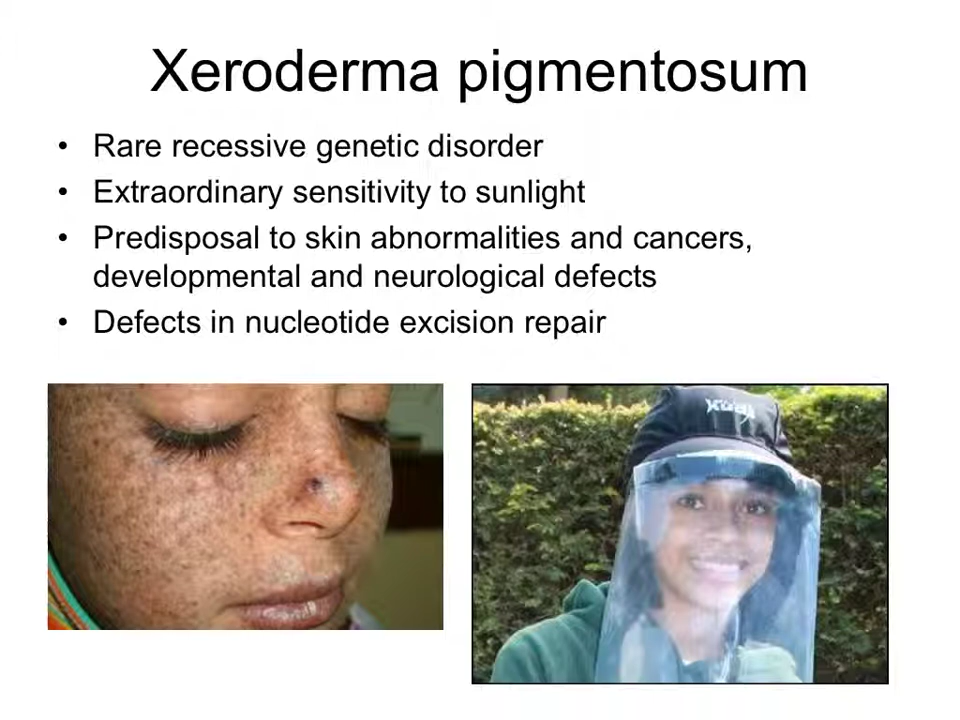 Xeroderma pigmentosum
• Rare recessive genetic disorder
• Extraordinary sensitivity to sunlight
• Predisposal to skin abnormalities and cancers,
developmental and neurological defects
• Defects in nucleotide excision repair